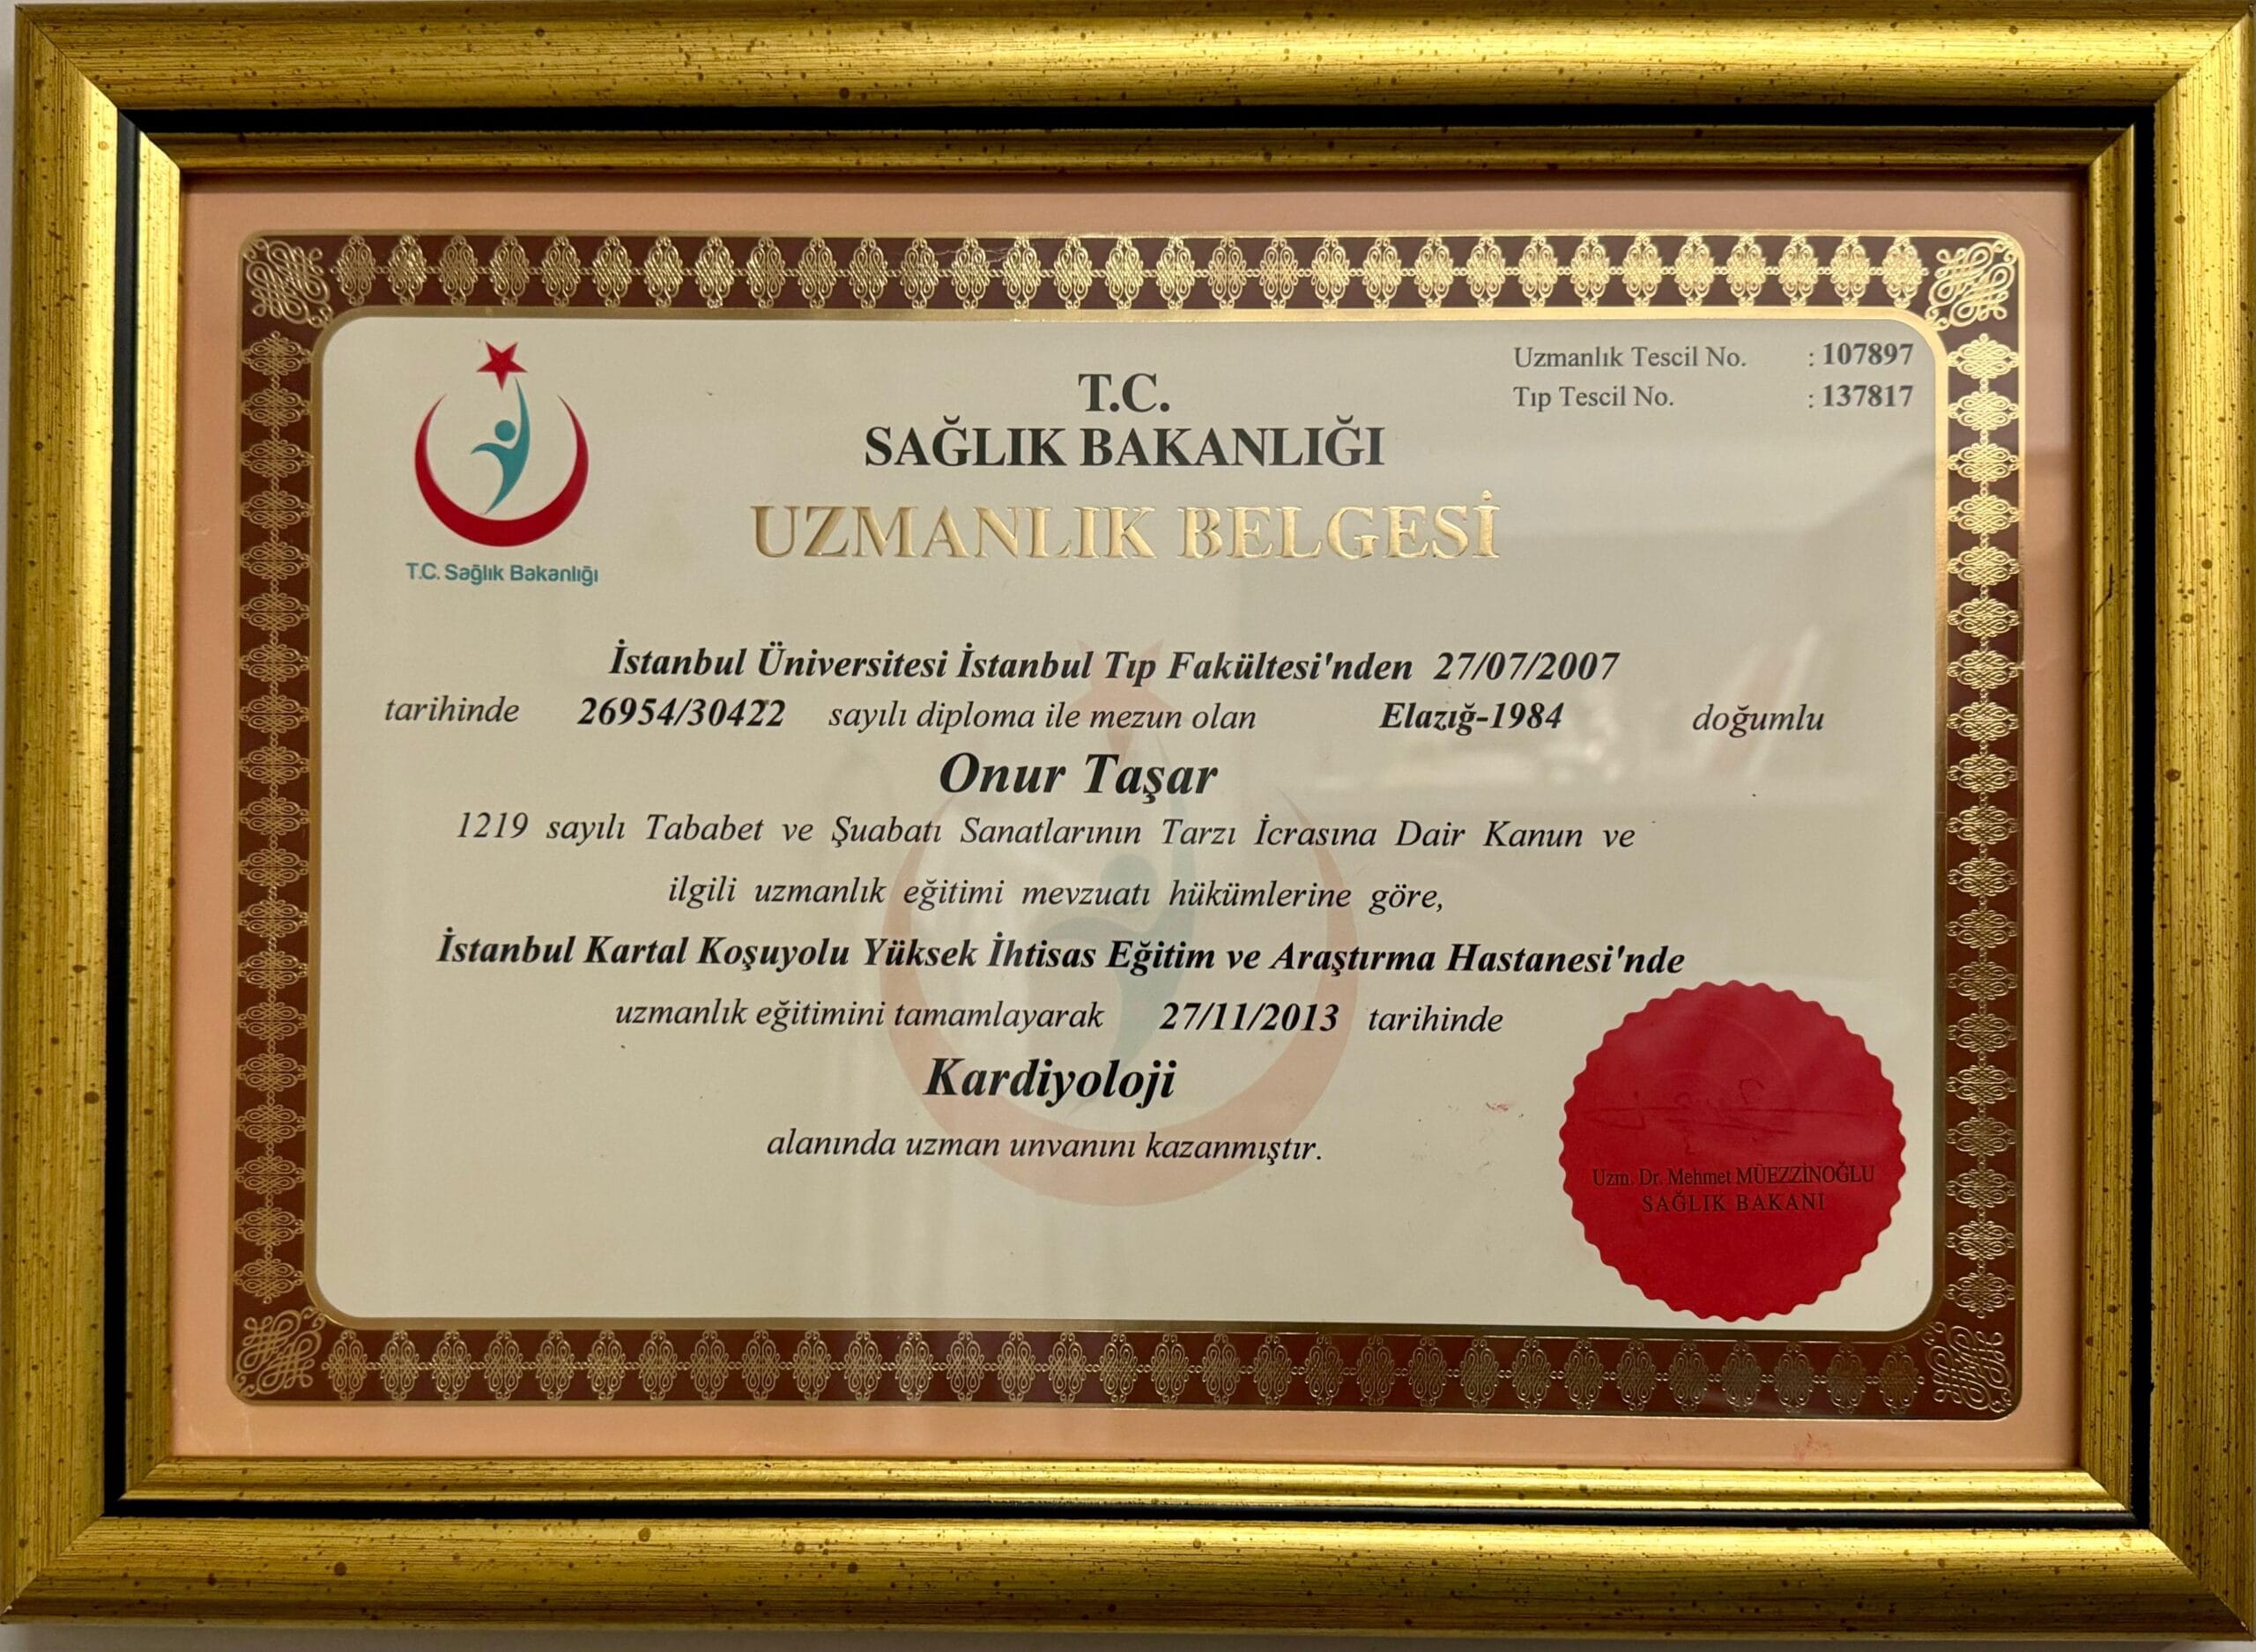 Uzmanlık Tescil No. : 107897
Tıp Tescil No. : 137817
T.C.
SAĞLIK BAKANLIĞI
UZMANLIK BELGESİ
T.C. Sağlık Bakanlığı
İstanbul Üniversitesi İstanbul Tıp Fakültesi'nden 27/07/2007
tarihinde 26954/30422 sayılı diploma ile mezun olan Elazığ-1984 doğumlu
Onur Taşar
1219 sayılı Tababet ve Şuabatı Sanatlarının Tarzı İcrasına Dair Kanun ve
ilgili uzmanlık eğitimi mevzuatı hükümlerine göre,
İstanbul Kartal Koşuyolu Yüksek İhtisas Eğitim ve Araştırma Hastanesi'nde
uzmanlık eğitimini tamamlayarak 27/11/2013 tarihinde
Kardiyoloji
alanında uzman unvanını kazanmıştır.
Uzm. Dr. Mehmet MÜEZZİNOĞLU
SAĞLIK BAKANI